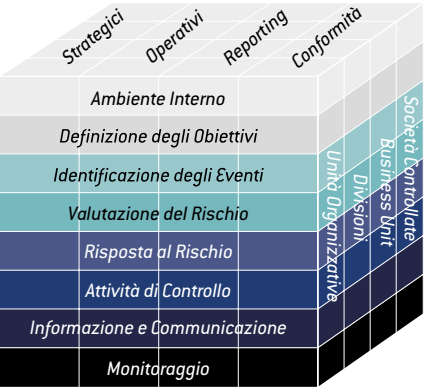 Strategici
Operativi
Reporting
Conformità
Ambiente Interno
Definizione degli Obiettivi
Identificazione degli Eventi
Valutazione del Rischio
Risposta al Rischio
Attività di Controllo
Informazione e Comunicazione
Monitoraggio
Unità Organizzative
Divisioni
Business Unit
Società Controllate